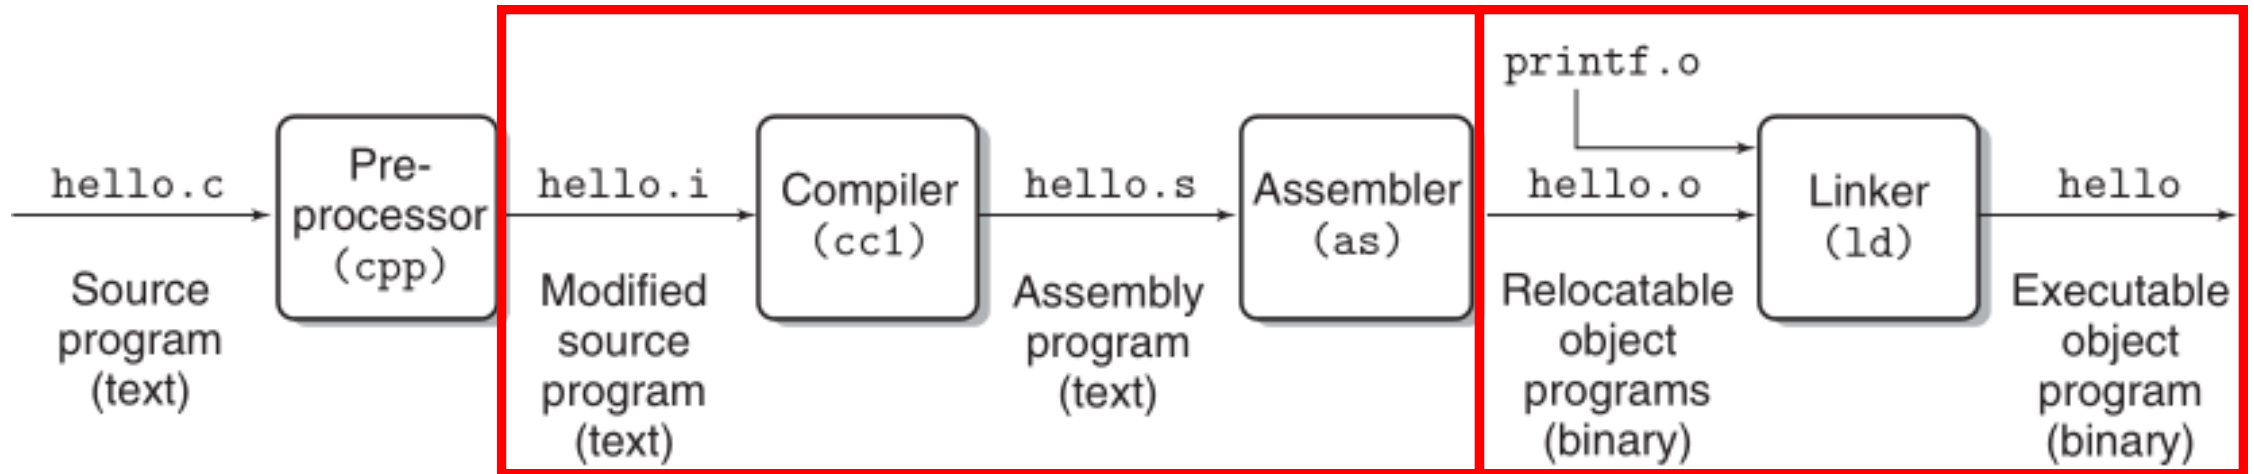 printf.o
hello.c
Pre-
processor
(cpp)
hello.i
Compiler
(cc1)
hello.s
Assembler
(as)
hello.o
Linker
(ld)
hello
Source
program
(text)
Modified
source
program
(text)
Assembly
program
(text)
Relocatable
object
programs
(binary)
Executable
object
program
(binary)